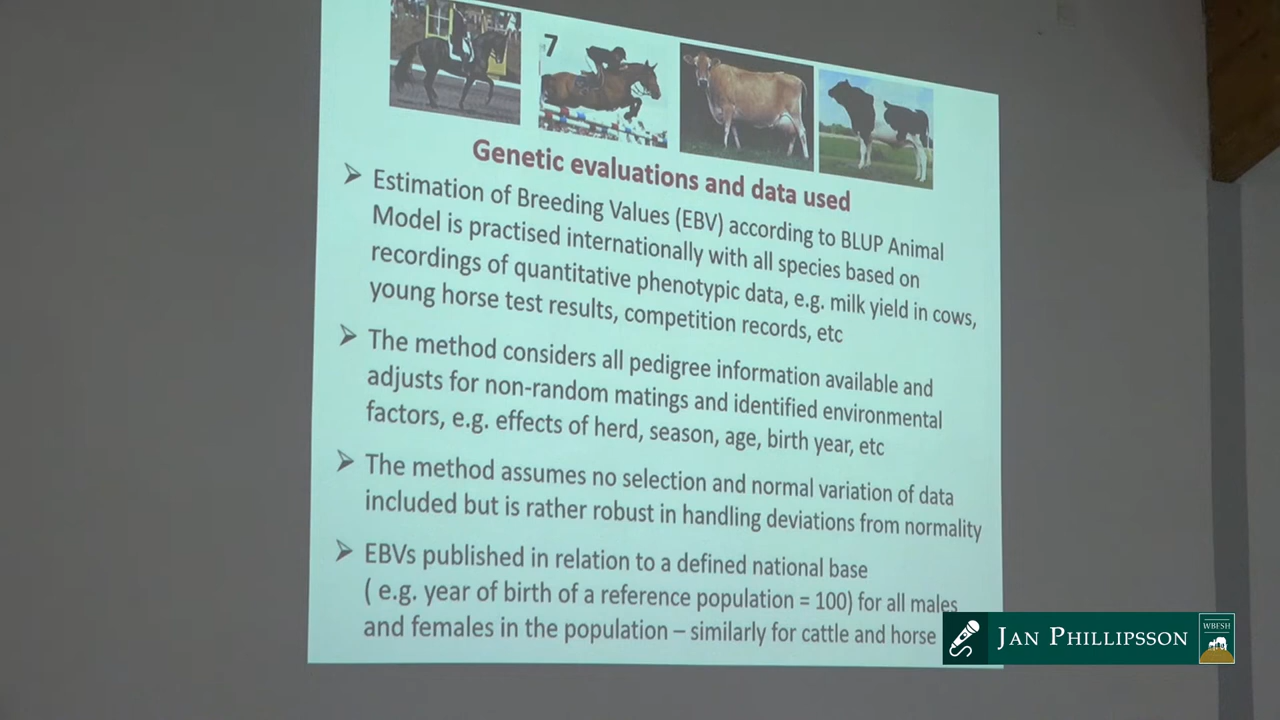 7
Genetic evaluations and data used
➢ Estimation of Breeding Values (EBV) according to BLUP Animal
Model is practised internationally with all species based on
recordings of quantitative phenotypic data, e.g. milk yield in cows,
young horse test results, competition records, etc
➢ The method considers all pedigree information available and
adjusts for non-random matings and identified environmental
factors, e.g. effects of herd, season, age, birth year, etc
➢ The method assumes no selection and normal variation of data
included but is rather robust in handling deviations from normality
➢ EBVs published in relation to a defined national base
( e.g. year of birth of a reference population = 100) for all males
and females in the population – similarly for cattle and horse
JAN PHILLIPSSON
WBFSH